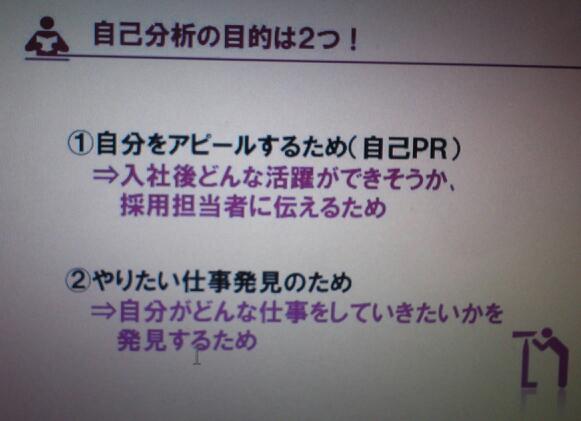 自己分析の目的は2つ！
①自分をアピールするため（自己PR）
⇒入社後どんな活躍ができそうか、
採用担当者に伝えるため
②やりたい仕事発見のため
⇒自分がどんな仕事をしていきたいかを
発見するため